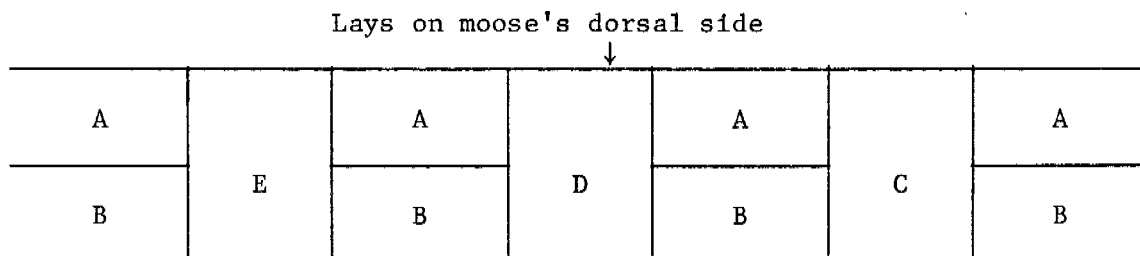 Lays on moose's dorsal side
↓
A A A A
E D C
B B B B